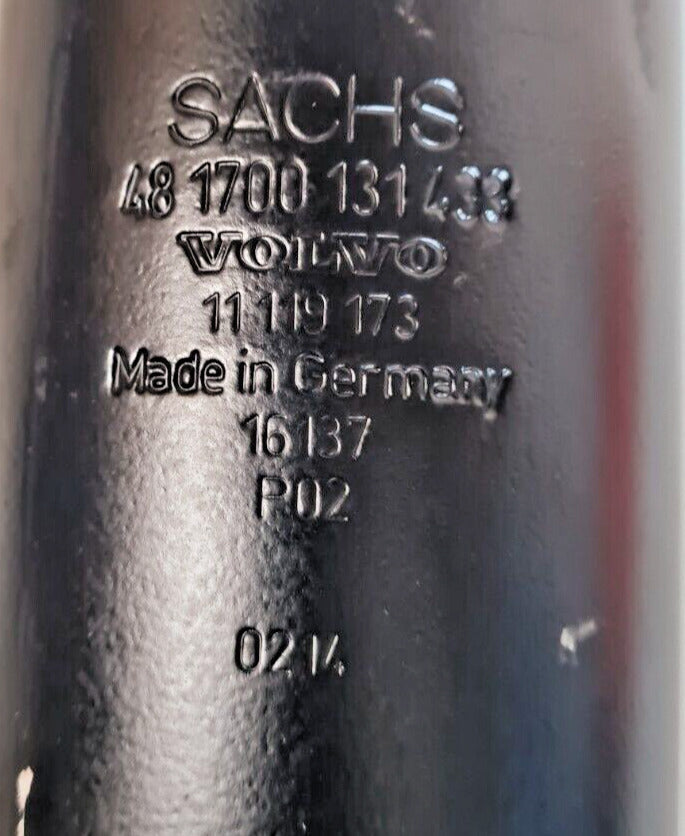 SACHS
48 1700 131 433
VOLVO
11 119 173
Made in Germany
16 137
P02
02 14